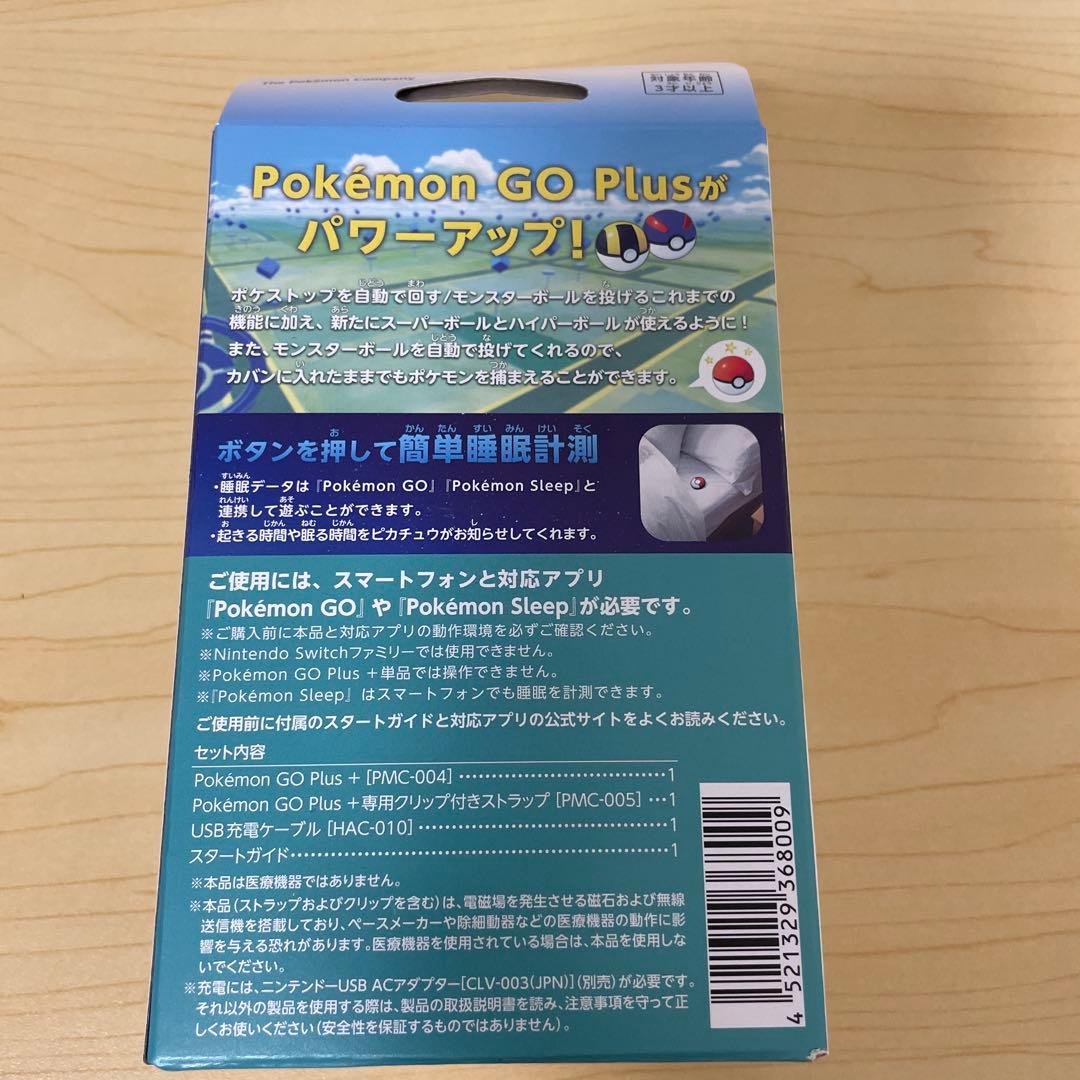 The Pokémon Company
対象年齢
3才以上
Pokémon GO Plusが
パワーアップ!
ポケストップを自動で回す/モンスターボールを投げるこれまでの
機能に加え、新たにスーパーボールとハイパーボールが使えるように!
また、モンスターボールを自動で投げてくれるので、
カバンに入れたままでもポケモンを捕まえることができます。
ボタンを押して簡単睡眠計測
・睡眠データは『Pokémon GO』『Pokémon Sleep』と
連携して遊ぶことができます。
・起きる時間や眠る時間をピカチュウがお知らせしてくれます。
ご使用には、スマートフォンと対応アプリ
『Pokémon GO』や『Pokémon Sleep』が必要です。
※ご購入前に本品と対応アプリの動作環境を必ずご確認ください。
※Nintendo Switchファミリーでは使用できません。
※Pokémon GO Plus +単品では操作できません。
※『Pokémon Sleep』はスマートフォンでも睡眠を計測できます。
ご使用前に付属のスタートガイドと対応アプリの公式サイトをよくお読みください。
セット内容
Pokémon GO Plus + [PMC-004] ……………………………1
Pokémon GO Plus +専用クリップ付きストラップ [PMC-005] …1
USB充電ケーブル [HAC-010] …………………………………1
スタートガイド……………………………………………………1
※本品は医療機器ではありません。
※本品(ストラップおよびクリップを含む)は、電磁場を発生させる磁石および無線
送信機を搭載しており、ペースメーカーや除細動器などの医療機器の動作に影
響を与える恐れがあります。医療機器を使用されている場合は、本品を使用しな
いでください。
※充電には、ニンテンドーUSB ACアダプター[CLV-003(JPN)](別売)が必要です。
それ以外の製品を使用する際は、製品の取扱説明書を読み、注意事項を守って正
しくお使いください(安全性を保証するものではありません)。
4 521329 368009